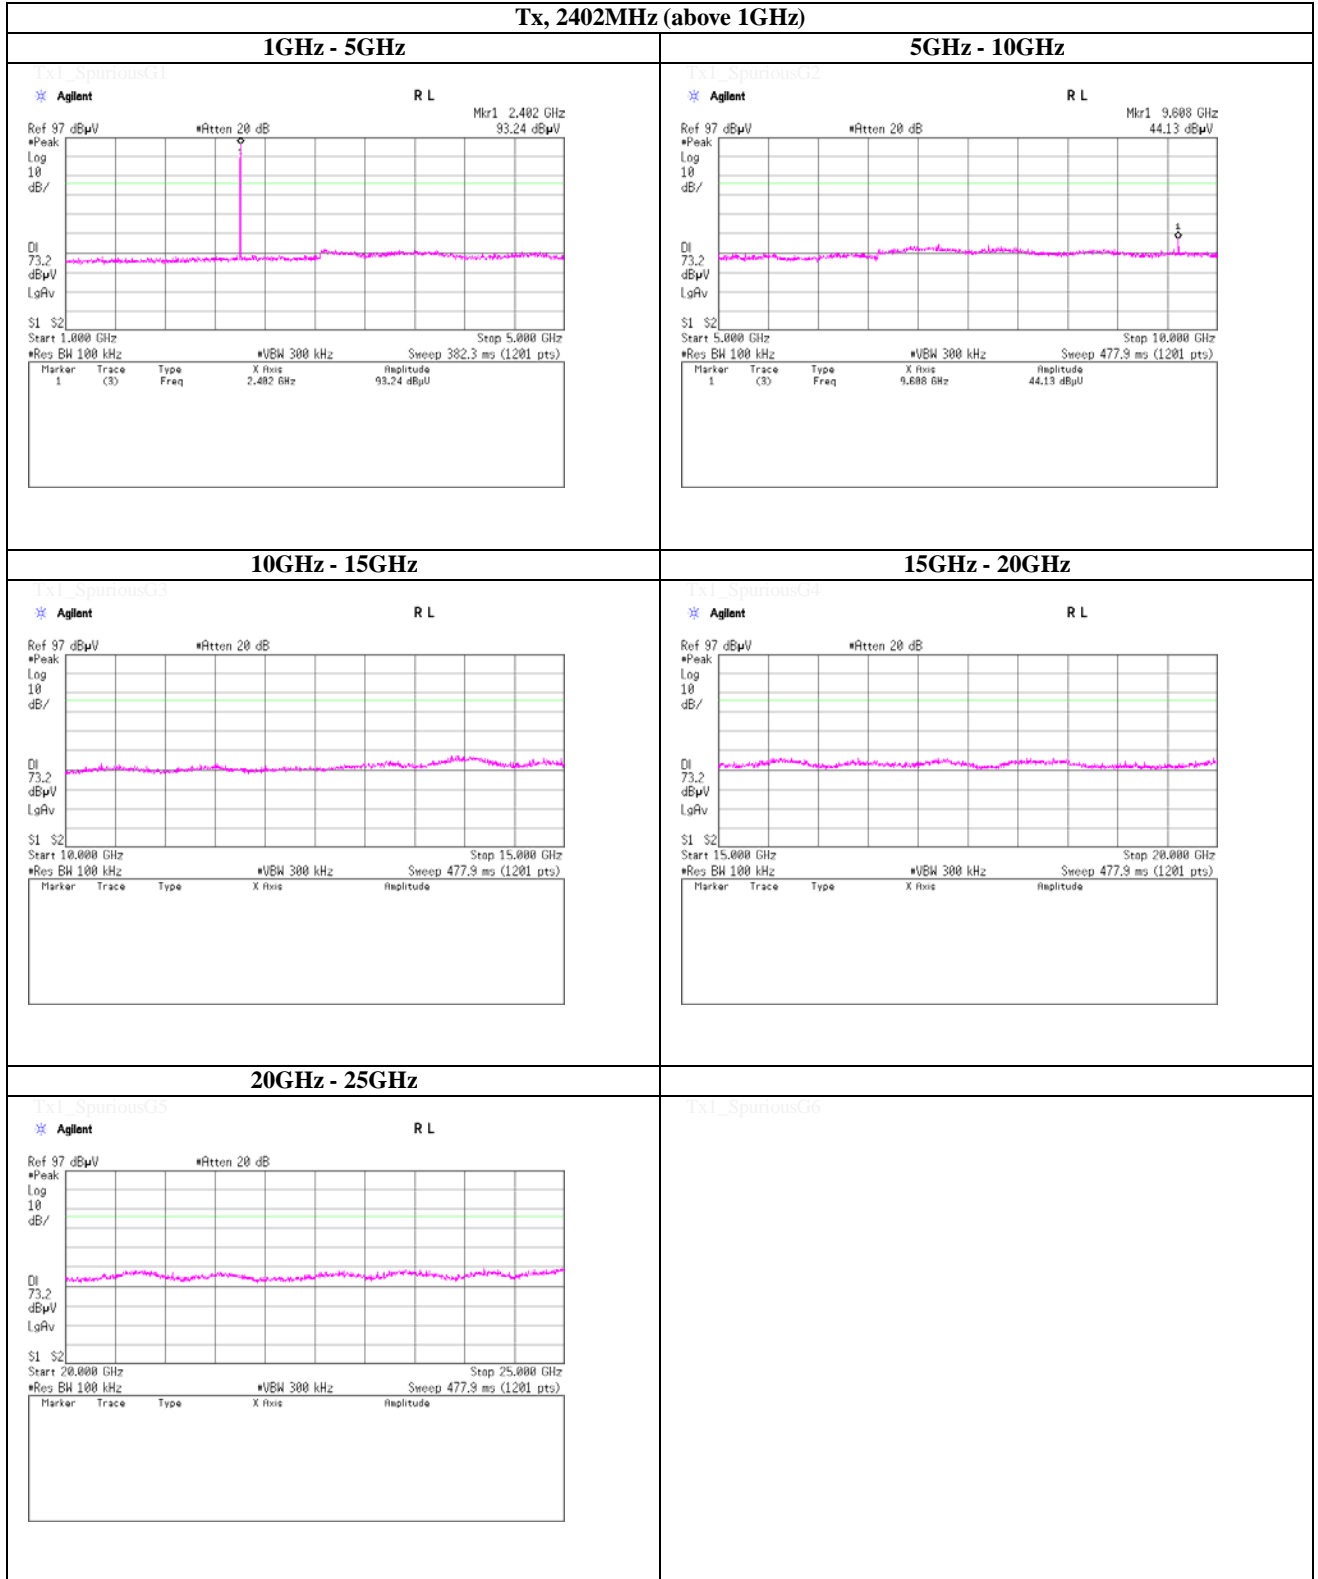 Tx, 2402MHz (above 1GHz)
1GHz - 5GHz
5GHz - 10GHz
Tx1_SpuriousG1
Agilent R L
Mkr1 2.402 GHz
Ref 97 dBµV #Atten 20 dB 93.24 dBµV
#Peak
Log
10
dB/
1
DI
73.2
dBµV
LgAv
S1 S2
Start 1.000 GHz Stop 5.000 GHz
#Res BW 100 kHz #VBW 300 kHz Sweep 382.3 ms (1201 pts)
Marker Trace Type X Axis Amplitude
1 (3) Freq 2.402 GHz 93.24 dBµV
Tx1_SpuriousG2
Agilent R L
Mkr1 9.608 GHz
Ref 97 dBµV #Atten 20 dB 44.13 dBµV
#Peak
Log
10
dB/
1
DI
73.2
dBµV
LgAv
S1 S2
Start 5.000 GHz Stop 10.000 GHz
#Res BW 100 kHz #VBW 300 kHz Sweep 477.9 ms (1201 pts)
Marker Trace Type X Axis Amplitude
1 (3) Freq 9.608 GHz 44.13 dBµV
10GHz - 15GHz
15GHz - 20GHz
Tx1_SpuriousG3
Agilent R L
Ref 97 dBµV #Atten 20 dB
#Peak
Log
10
dB/
DI
73.2
dBµV
LgAv
S1 S2
Start 10.000 GHz Stop 15.000 GHz
#Res BW 100 kHz #VBW 300 kHz Sweep 477.9 ms (1201 pts)
Marker Trace Type X Axis Amplitude
Tx1_SpuriousG4
Agilent R L
Ref 97 dBµV #Atten 20 dB
#Peak
Log
10
dB/
DI
73.2
dBµV
LgAv
S1 S2
Start 15.000 GHz Stop 20.000 GHz
#Res BW 100 kHz #VBW 300 kHz Sweep 477.9 ms (1201 pts)
Marker Trace Type X Axis Amplitude
20GHz - 25GHz
Tx1_SpuriousG5
Agilent R L
Ref 97 dBµV #Atten 20 dB
#Peak
Log
10
dB/
DI
73.2
dBµV
LgAv
S1 S2
Start 20.000 GHz Stop 25.000 GHz
#Res BW 100 kHz #VBW 300 kHz Sweep 477.9 ms (1201 pts)
Marker Trace Type X Axis Amplitude
Tx1_SpuriousG6